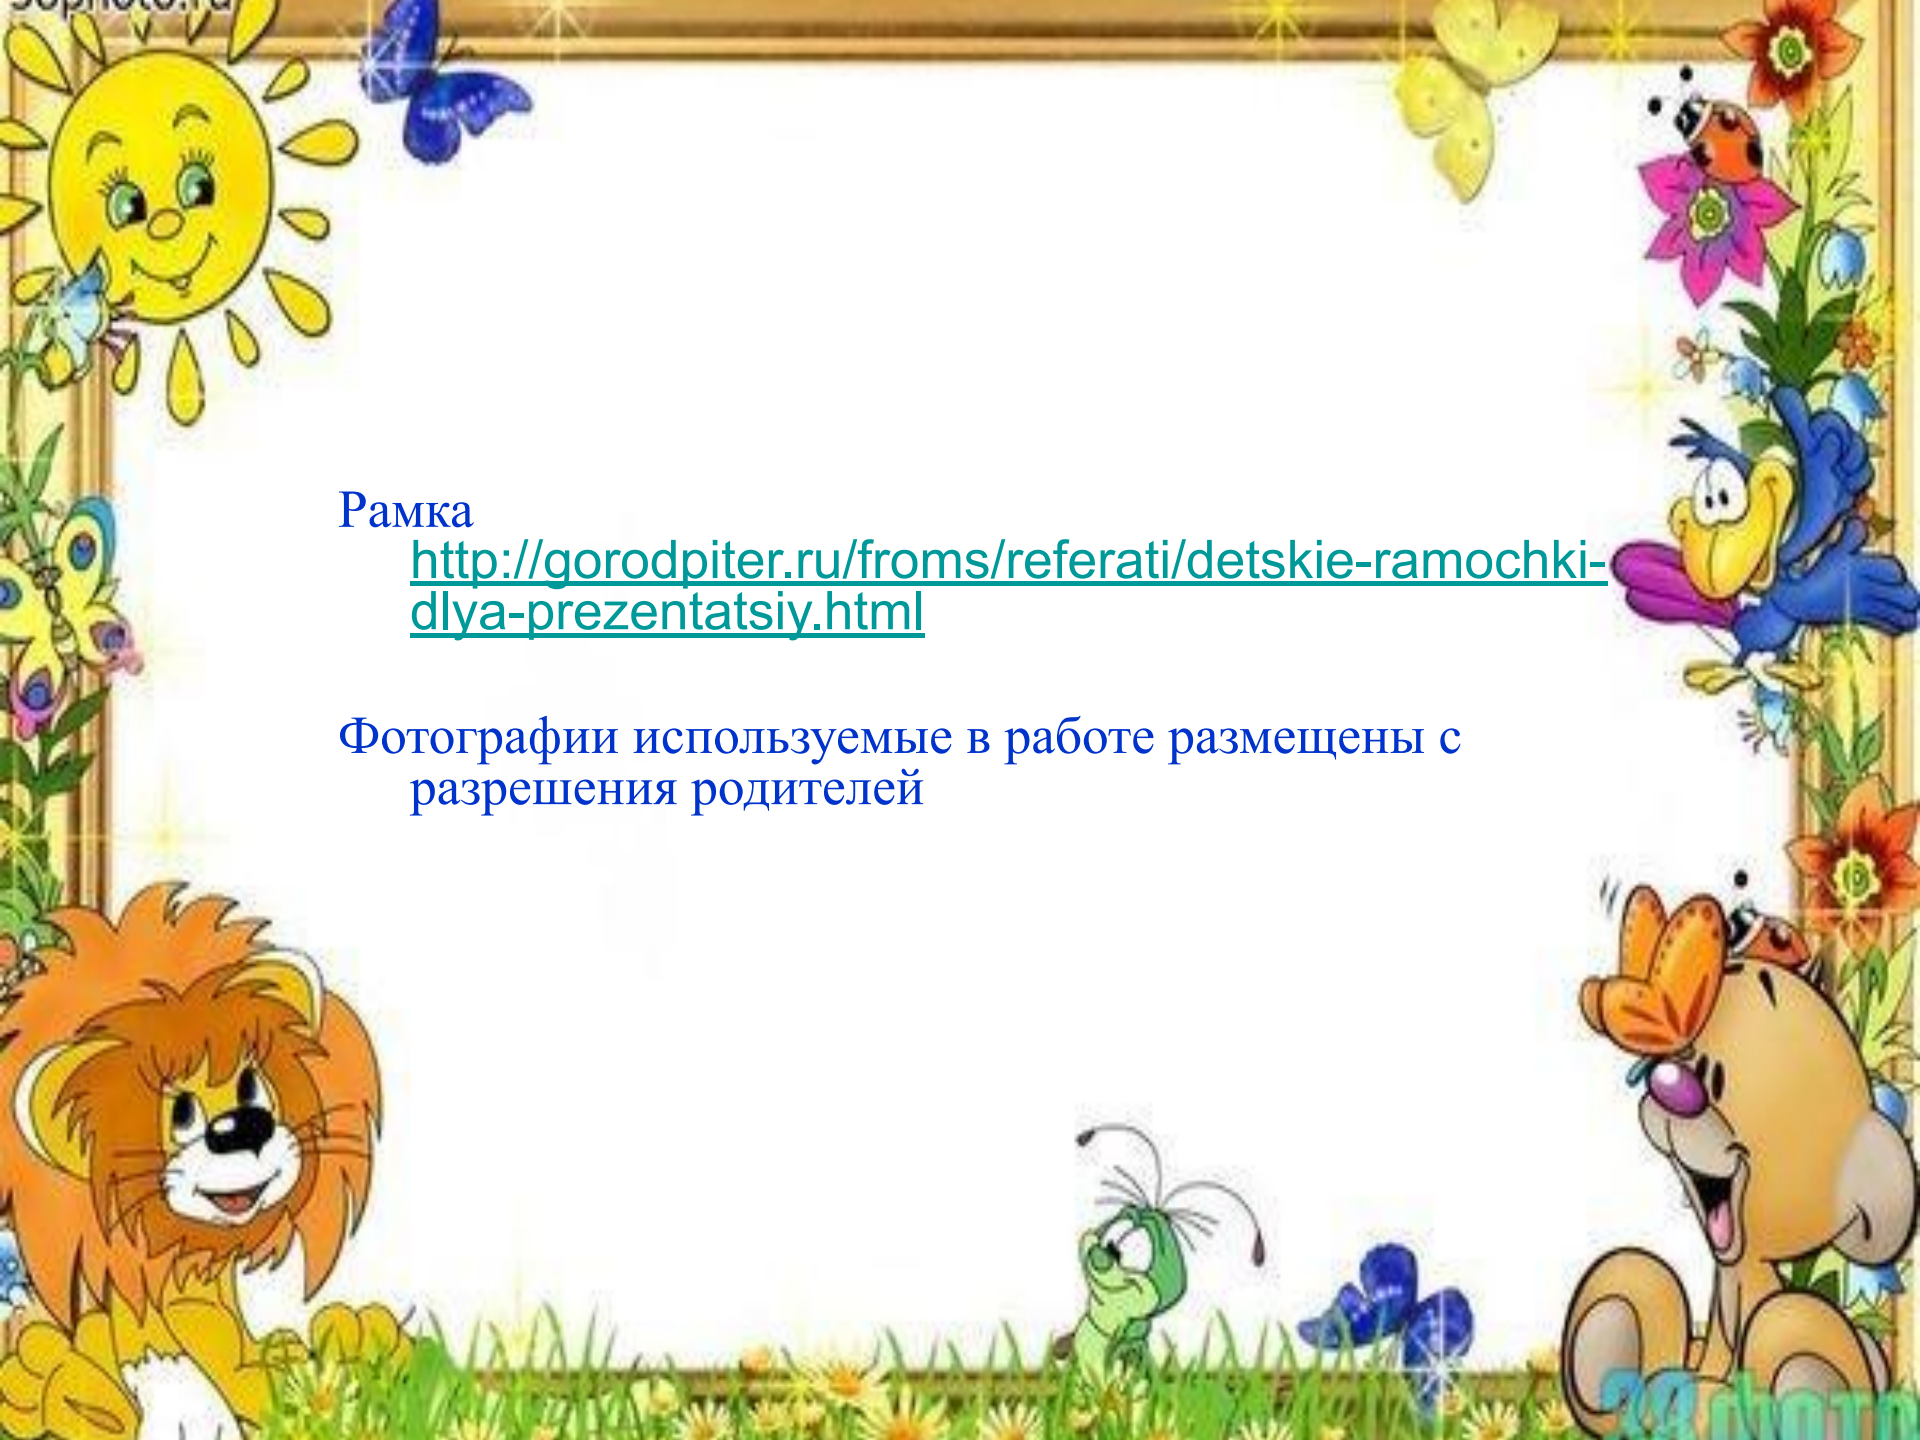 Рамка
http://gorodpiter.ru/froms/referati/detskie-ramochki-
dlya-prezentatsiy.html
Фотографии используемые в работе размещены с
разрешения родителей